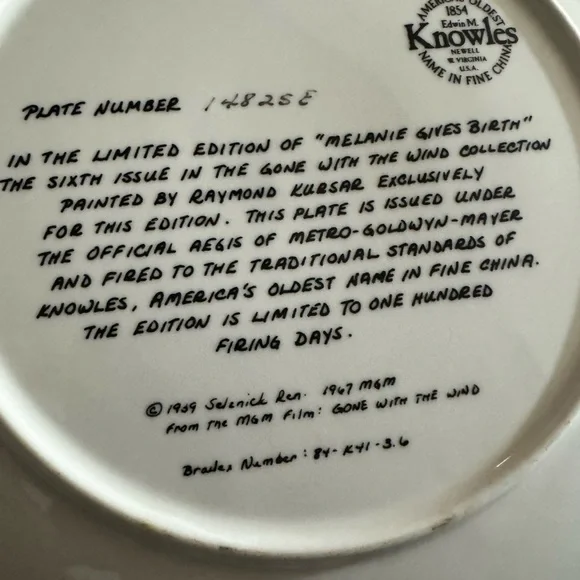 AMERICA'S OLDEST
1854
Edwin M.
Knowles
NEWELL
W. VIRGINIA
U.S.A.
NAME IN FINE CHINA
PLATE NUMBER 14825E
IN THE LIMITED EDITION OF "MELANIE GIVES BIRTH"
THE SIXTH ISSUE IN THE GONE WITH THE WIND COLLECTION
PAINTED BY RAYMOND KURSAR EXCLUSIVELY
FOR THIS EDITION. THIS PLATE IS ISSUED UNDER
THE OFFICIAL AEGIS OF METRO-GOLDWYN-MAYER
AND FIRED TO THE TRADITIONAL STANDARDS OF
KNOWLES, AMERICA'S OLDEST NAME IN FINE CHINA.
THE EDITION IS LIMITED TO ONE HUNDRED
FIRING DAYS.
© 1939 Selznick Ren. 1967 MGM
From the MGM Film: GONE WITH THE WIND
Bradex Number: 84-K41-3.6